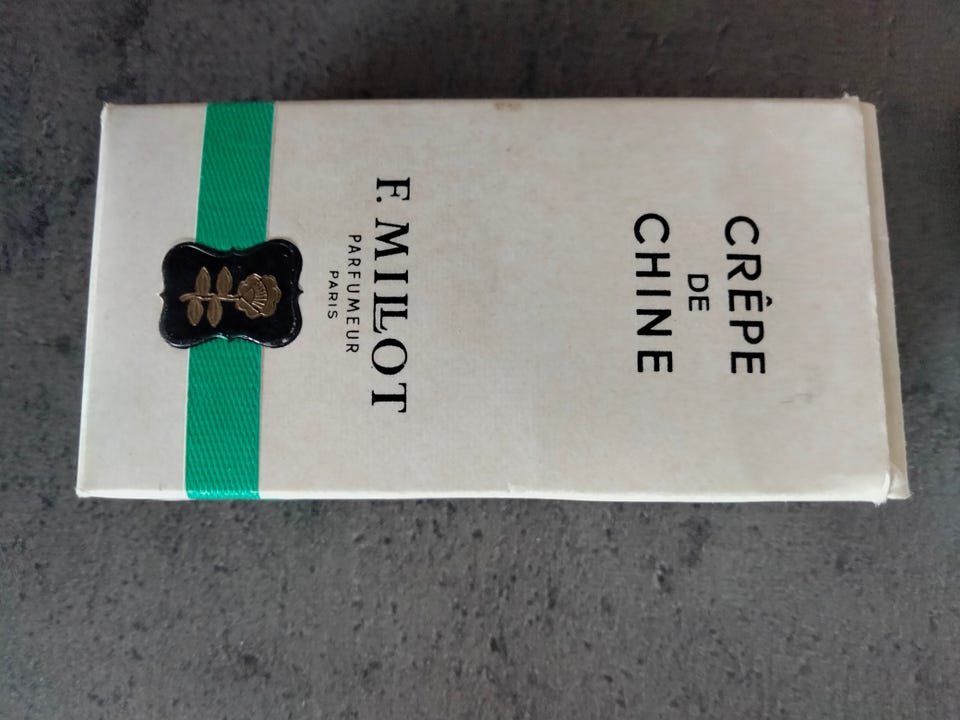 CRÊPE
DE
CHINE
F. MILLOT
PARFUMEUR
PARIS